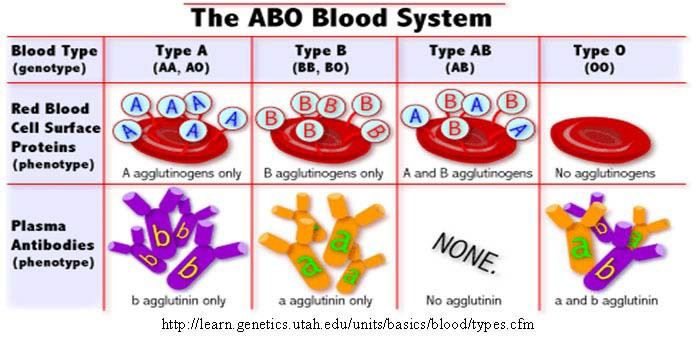 The ABO Blood System
Blood Type
(genotype)
Type A
(AA, AO)
Type B
(BB, BO)
Type AB
(AB)
Type O
(OO)
Red Blood
Cell Surface
Proteins
(phenotype)
A A A A A A
A agglutinogens only
B B B B B B
B agglutinogens only
A B A B B A
A and B agglutinogens
No agglutinogens
Plasma
Antibodies
(phenotype)
b b b b
b agglutinin only
a a a a
a agglutinin only
NONE.
No agglutinin
a b a b
a and b agglutinin
http://learn.genetics.utah.edu/units/basics/blood/types.cfm